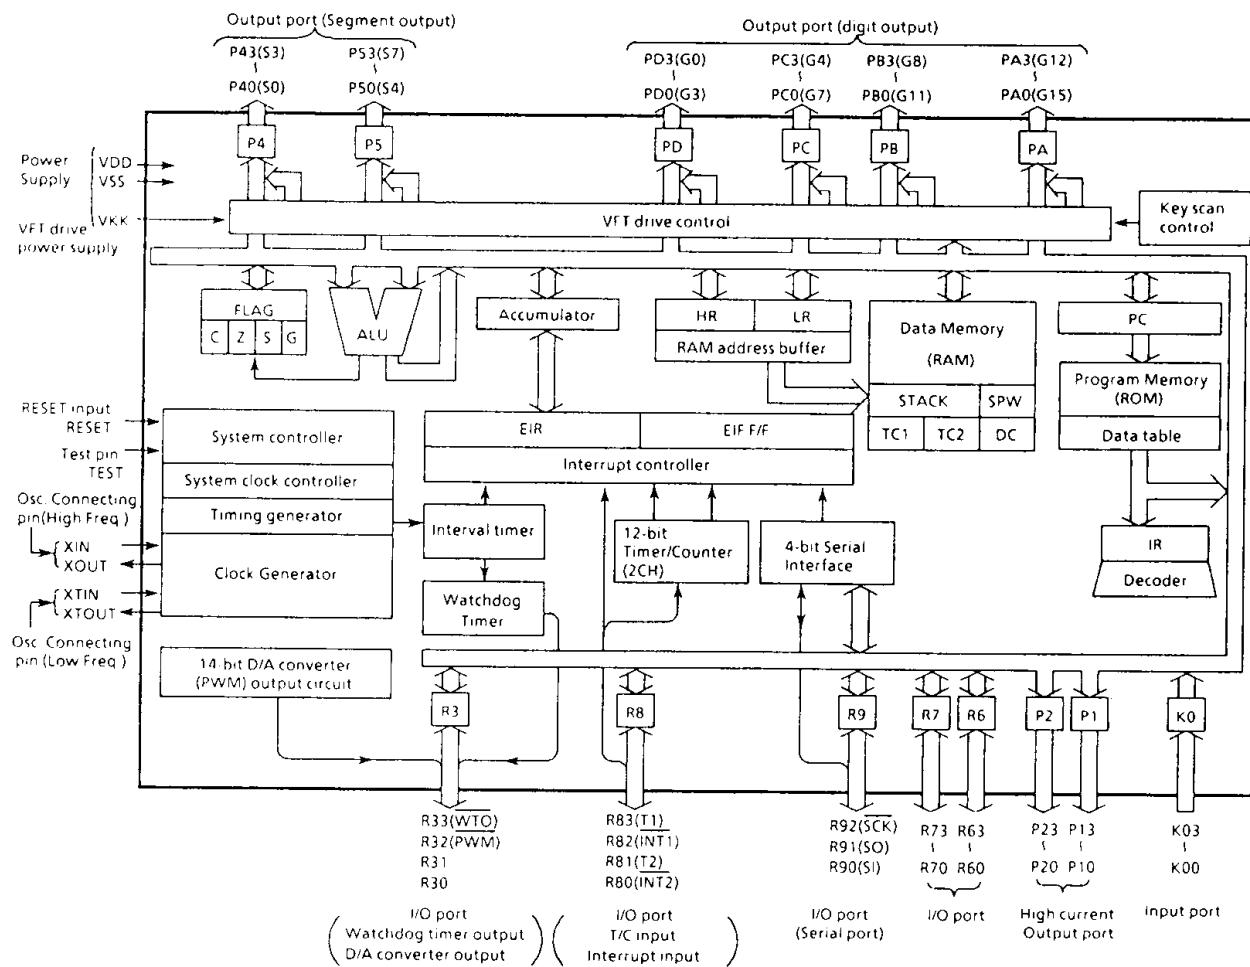 Output port (Segment output)
Output port (digit output)
P43(S3)
~
P40(S0)
P53(S7)
~
P50(S4)
PD3(G0)
~
PD0(G3)
PC3(G4)
~
PC0(G7)
PB3(G8)
~
PB0(G11)
PA3(G12)
~
PA0(G15)
P4
P5
PD
PC
PB
PA
Power
Supply
VDD
VSS
VKK
VFT drive
power supply
VFT drive control
Key scan
control
FLAG
C Z S G
ALU
Accumulator
HR LR
RAM address buffer
Data Memory
(RAM)
STACK SPW
TC1 TC2 DC
PC
Program Memory
(ROM)
Data table
IR
Decoder
RESET input
RESET
Test pin
TEST
Osc. Connecting
pin(High Freq.)
XIN
XOUT
XTIN
XTOUT
Osc. Connecting
pin (Low Freq.)
System controller
System clock controller
Timing generator
Clock Generator
EIR EIF F/F
Interrupt controller
Interval timer
Watchdog
Timer
12-bit
Timer/Counter
(2CH)
4-bit Serial
Interface
14-bit D/A converter
(PWM) output circuit
R3
R8
R9
R7
R6
P2
P1
K0
R33(WTO)
R32(PWM)
R31
R30
R83(T1)
R82(INT1)
R81(T2)
R80(INT2)
R92(SCK)
R91(SO)
R90(SI)
R73
~
R70
R63
~
R60
P23
~
P20
P13
~
P10
K03
~
K00
I/O port
Watchdog timer output
D/A converter output
I/O port
T/C input
Interrupt input
I/O port
(Serial port)
I/O port
High current
Output port
Input port